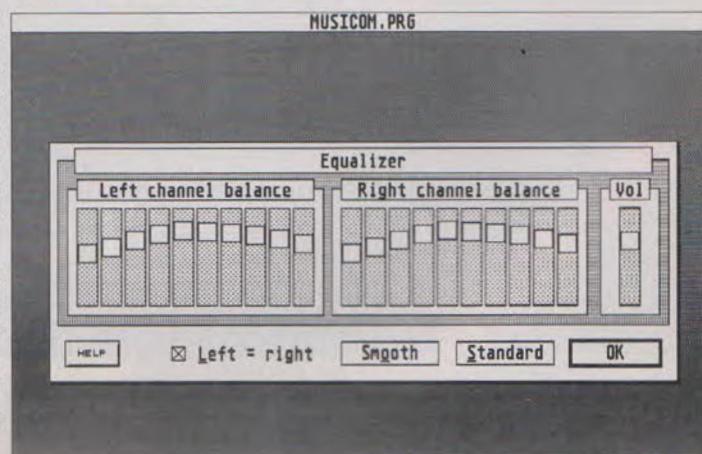 MUSICOM.PRG
Equalizer
Left channel balance
Right channel balance
Vol
HELP
Left = right
Smooth
Standard
OK